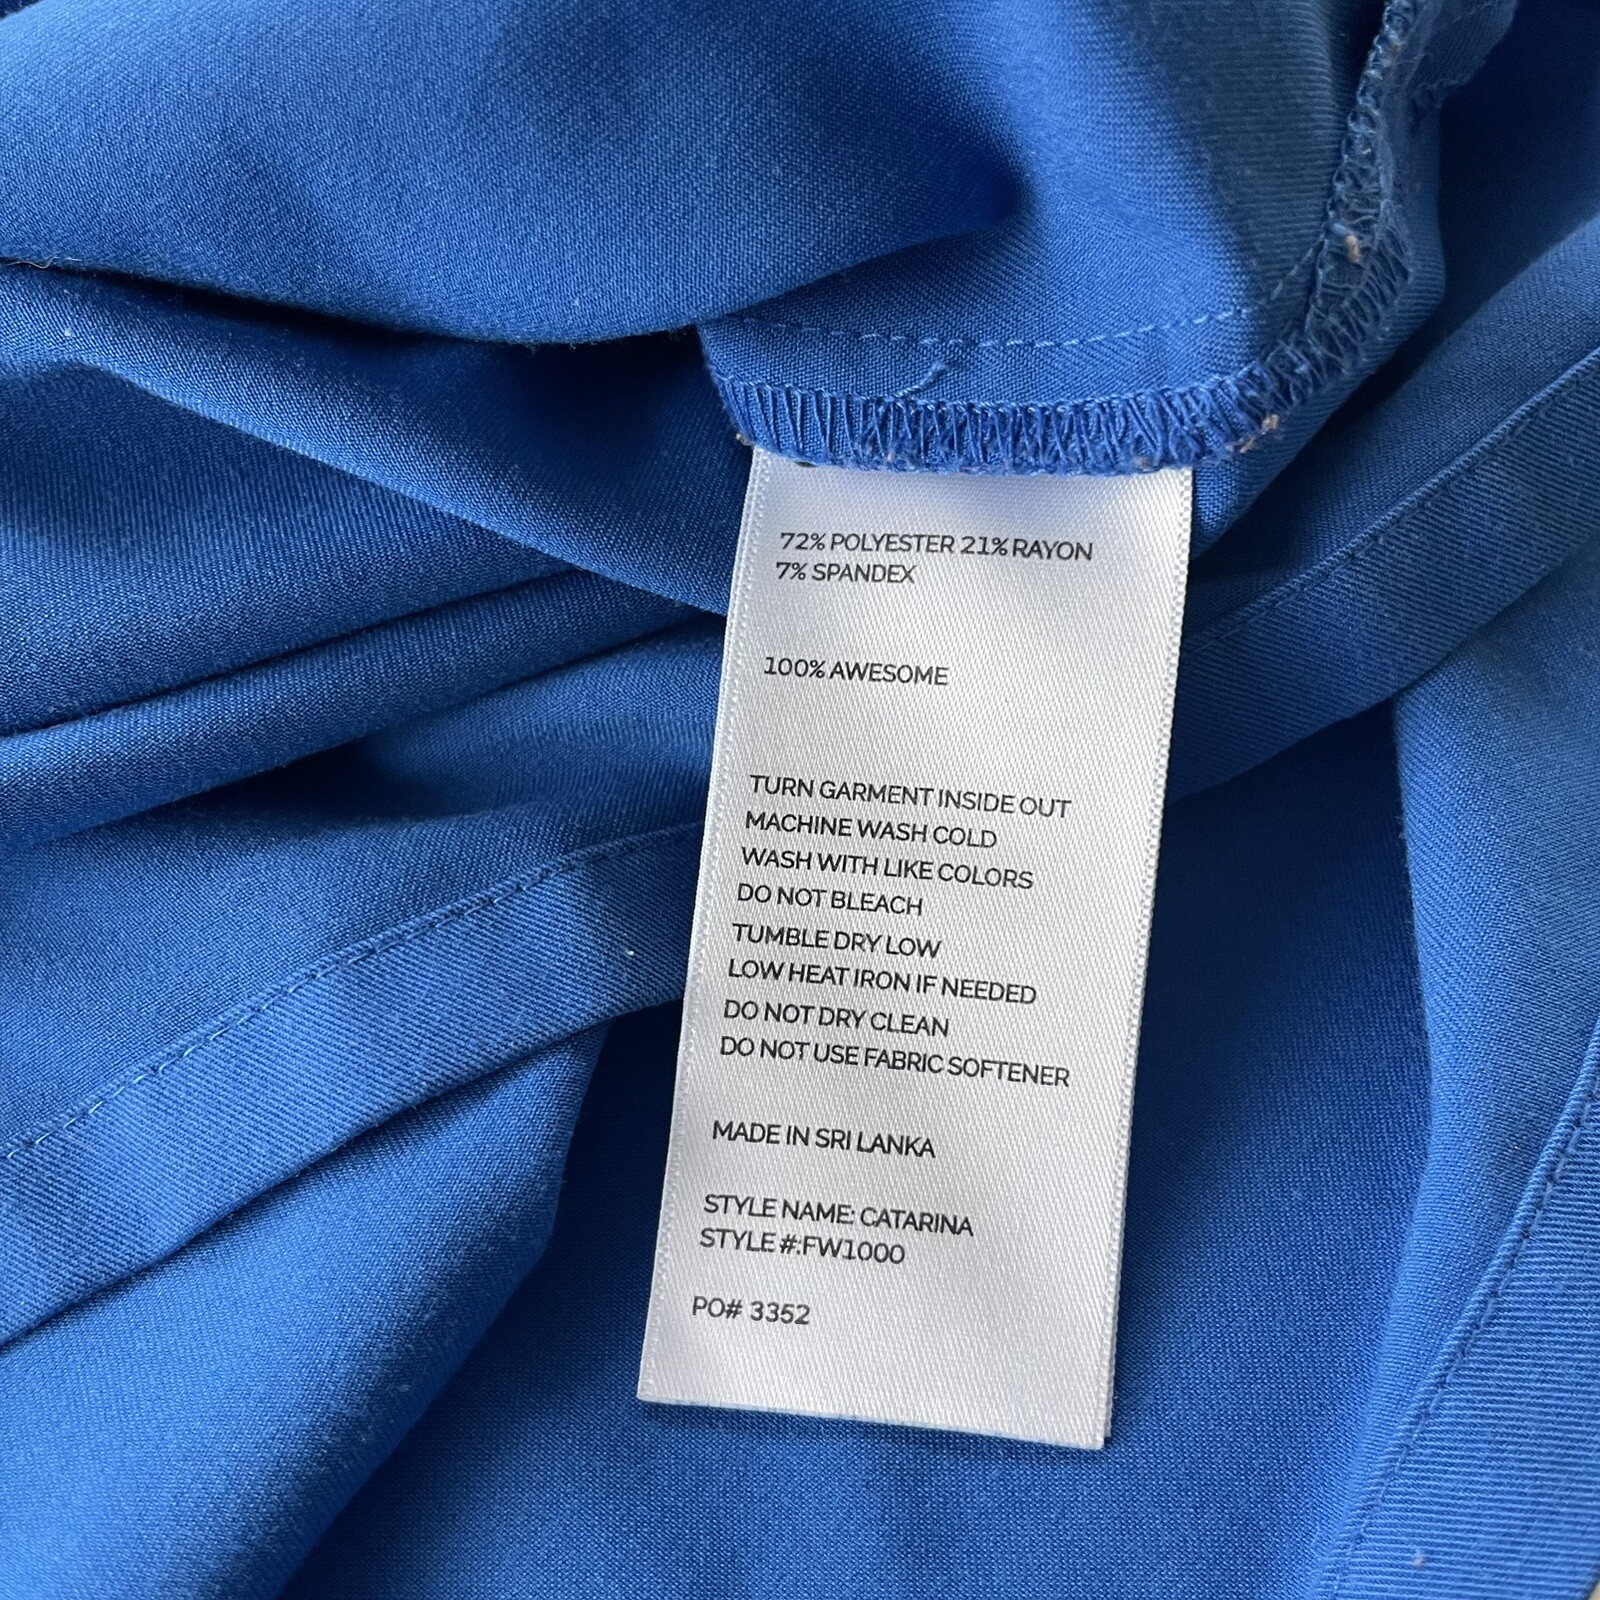 72% POLYESTER 21% RAYON
7% SPANDEX
100% AWESOME
TURN GARMENT INSIDE OUT
MACHINE WASH COLD
WASH WITH LIKE COLORS
DO NOT BLEACH
TUMBLE DRY LOW
LOW HEAT IRON IF NEEDED
DO NOT DRY CLEAN
DO NOT USE FABRIC SOFTENER
MADE IN SRI LANKA
STYLE NAME: CATARINA
STYLE #:FW1000
PO# 3352